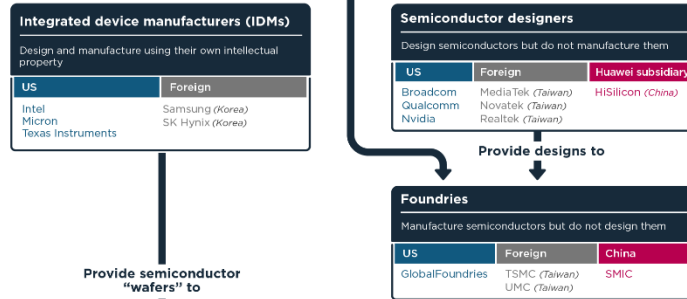 Integrated device manufacturers (IDMs)
Design and manufacture using their own intellectual
property
US
Foreign
Intel
Micron
Texas Instruments
Samsung (Korea)
SK Hynix (Korea)
Provide semiconductor
“wafers” to
Semiconductor designers
Design semiconductors but do not manufacture them
US
Foreign
Huawei subsidiary
Broadcom
Qualcomm
Nvidia
MediaTek (Taiwan)
Novatek (Taiwan)
Realtek (Taiwan)
HiSilicon (China)
Provide designs to
Foundries
Manufacture semiconductors but do not design them
US
Foreign
China
GlobalFoundries
TSMC (Taiwan)
UMC (Taiwan)
SMIC